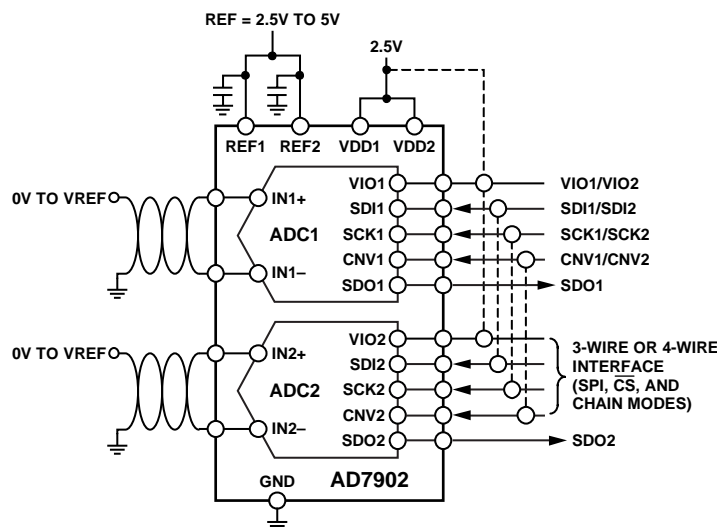 REF = 2.5V TO 5V
2.5V
REF1 REF2 VDD1 VDD2
VIO1 VIO1/VIO2
0V TO VREF IN1+ SDI1 SDI1/SDI2
ADC1 SCK1 SCK1/SCK2
IN1– CNV1 CNV1/CNV2
SDO1 SDO1
VIO2
0V TO VREF IN2+ SDI2
ADC2 SCK2
IN2– CNV2
3-WIRE OR 4-WIRE
INTERFACE
(SPI, CS, AND
CHAIN MODES)
SDO2 SDO2
GND AD7902